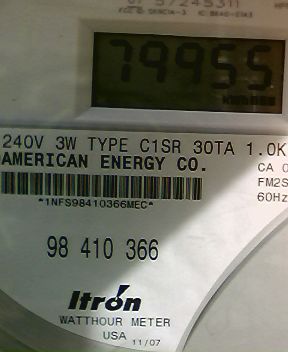 79955
240V 3W TYPE C1SR 30TA 1.0K
AMERICAN ENERGY CO.
CA
FM2S
60Hz
*1NFS98410366MEC*
98 410 366
Itrón
WATTHOUR METER
USA 11/07